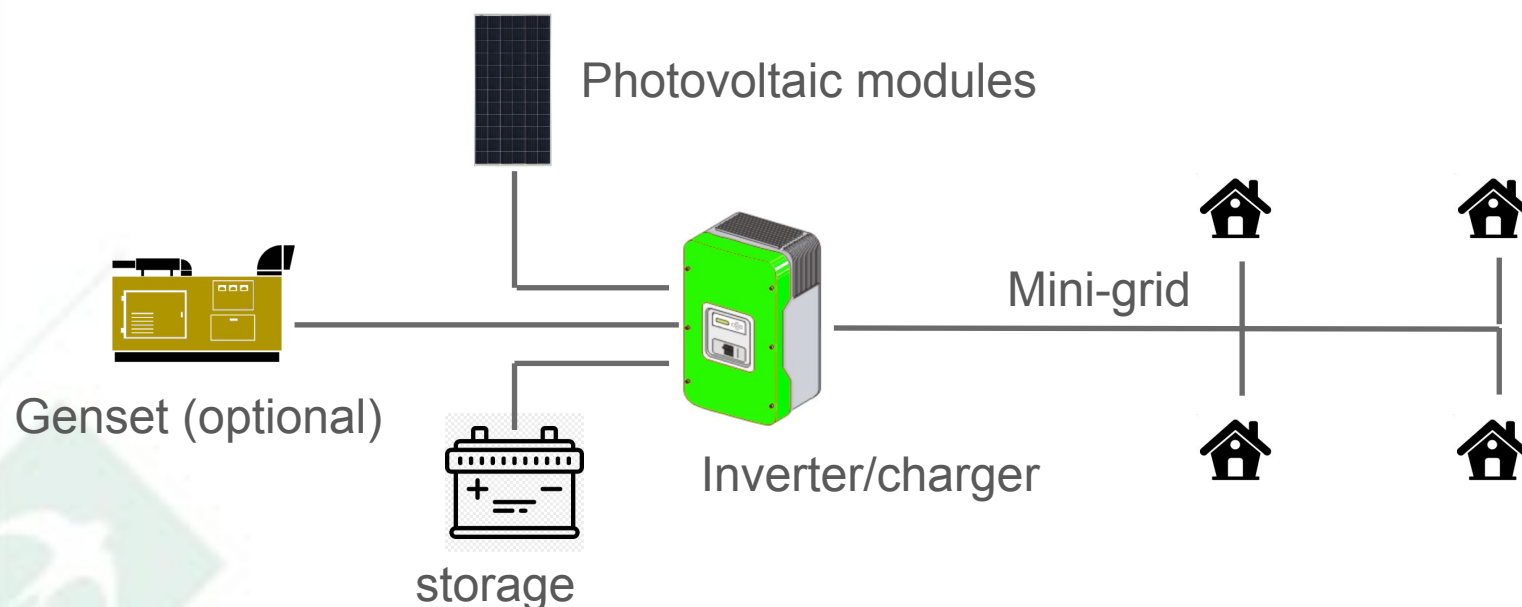 Photovoltaic modules
Mini-grid
Genset (optional)
Inverter/charger
storage